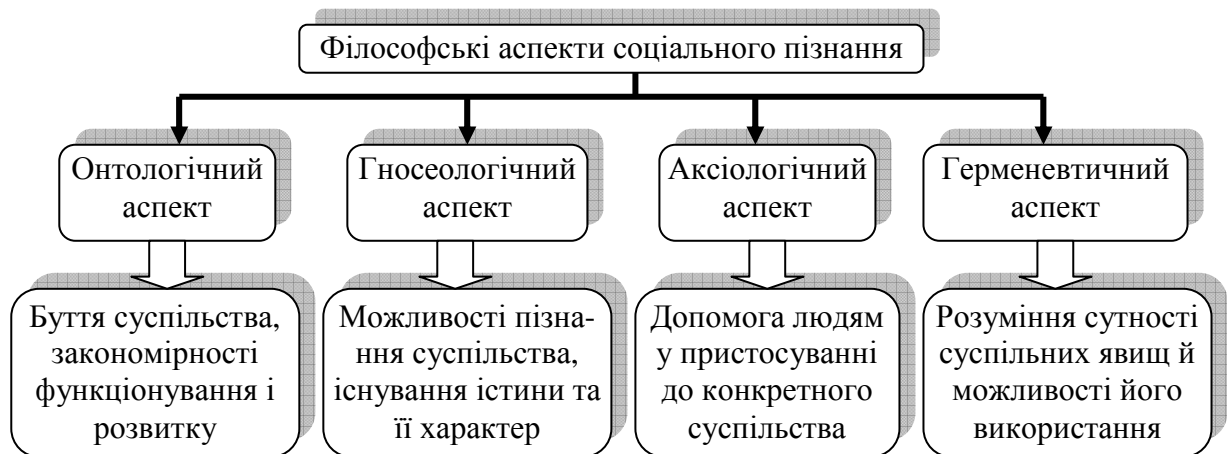 Філософські аспекти соціального пізнання
Онтологічний
аспект
Гносеологічний
аспект
Аксіологічний
аспект
Герменевтичний
аспект
Буття суспільства,
закономірності
функціонування і
розвитку
Можливості пізна-
ння суспільства,
існування істини та
її характер
Допомога людям
у пристосуванні
до конкретного
суспільства
Розуміння сутності
суспільних явищ й
можливості його
використання